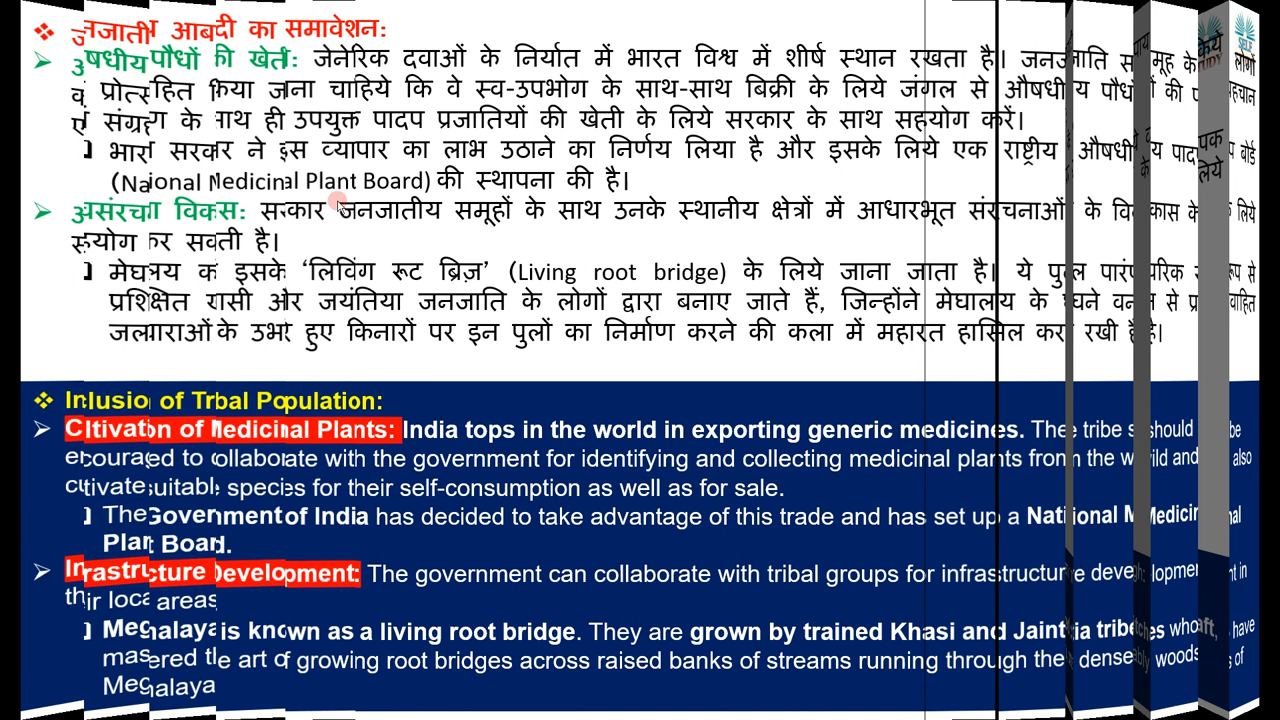 ❖ जनजाती आबदी का समावेशन:
➤ औषधीय पौधों की खेती: जेनेरिक दवाओं के निर्यात में भारत विश्व में शीर्ष स्थान रखता है। जनजाति समूह के लोगों
प्रोत्साहित किया जाना चाहिये कि वे स्व-उपभोग के साथ-साथ बिक्री के लिये जंगल से औषधीय पौधों की पहचान
एवं संग्रह के साथ ही उपयुक्त पादप प्रजातियों की खेती के लिये सरकार के साथ सहयोग करें।
भारत सरकार ने इस व्यापार का लाभ उठाने का निर्णय लिया है और इसके लिये एक राष्ट्रीय औषधीय पादप बोर्ड
(National Medicinal Plant Board) की स्थापना की है।
➤ अवसंरचना विकास: सरकार जनजातीय समूहों के साथ उनके स्थानीय क्षेत्रों में आधारभूत संरचनाओं के विकास के लिये
सहयोग कर सकती है।
मेघालय को इसके ‘लिविंग रूट ब्रिज़’ (Living root bridge) के लिये जाना जाता है। ये पुल पारंपरिक रूप से
प्रशिक्षित खासी और जयंतिया जनजाति के लोगों द्वारा बनाए जाते हैं, जिन्होंने मेघालय के घने वनों से प्रवाहित
जलधाराओं के उभरे हुए किनारों पर इन पुलों का निर्माण करने की कला में महारत हासिल कर रखी है।
❖ Inclusion of Tribal Population:
➤ Cultivation of Medicinal Plants: India tops in the world in exporting generic medicines. The tribe should be
encouraged to collaborate with the government for identifying and collecting medicinal plants from the wild and also
cultivate suitable species for their self-consumption as well as for sale.
The Government of India has decided to take advantage of this trade and has set up a National Medicinal
Plant Board.
➤ Infrastructure Development: The government can collaborate with tribal groups for infrastructure development in
their local areas
Meghalaya is known as a living root bridge. They are grown by trained Khasi and Jaintia tribes who have
mastered the art of growing root bridges across raised banks of streams running through the dense woods of
Meghalaya